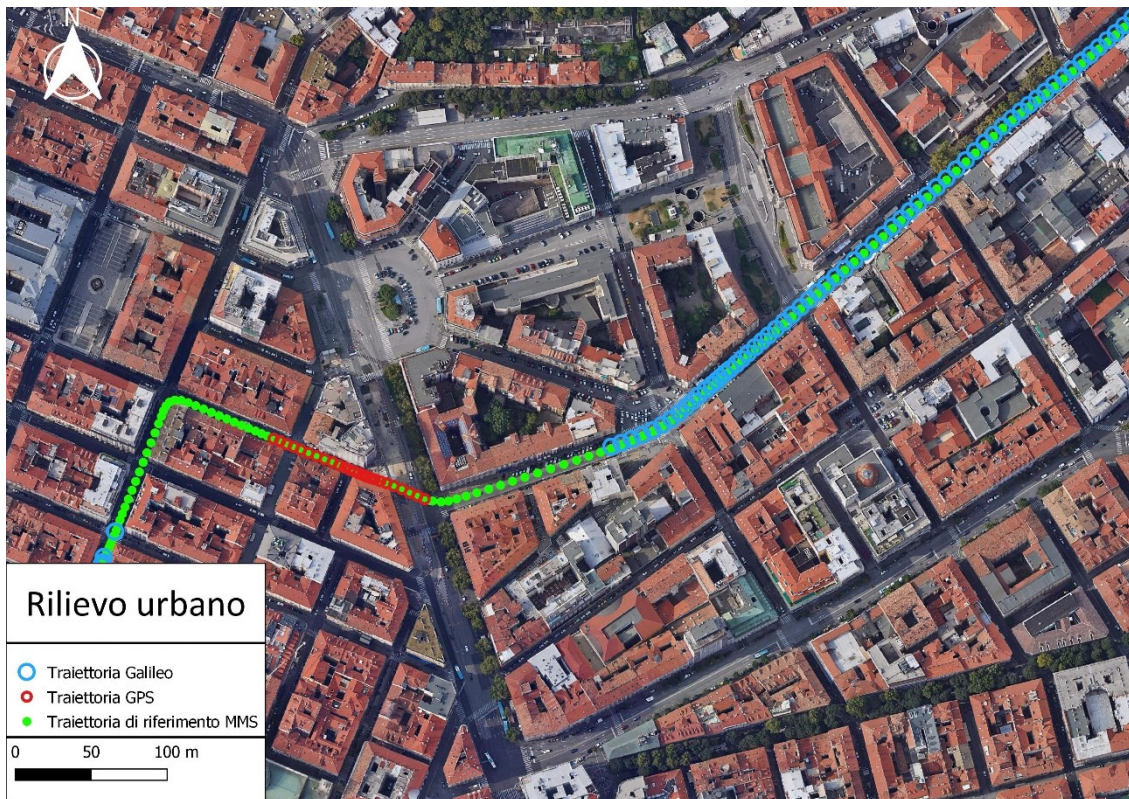 N
Rilievo urbano
Traiettoria Galileo
Traiettoria GPS
Traiettoria di riferimento MMS
0 50 100 m